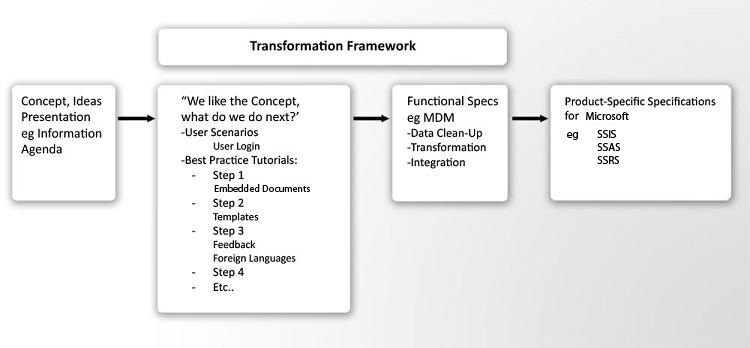 Transformation Framework
Concept, Ideas
Presentation
eg Information
Agenda
“We like the Concept,
what do we do next?’
-User Scenarios
User Login
-Best Practice Tutorials:
- Step 1
Embedded Documents
- Step 2
Templates
- Step 3
Feedback
Foreign Languages
- Step 4
- Etc..
Functional Specs
eg MDM
-Data Clean-Up
-Transformation
-Integration
Product-Specific Specifications
for Microsoft
eg SSIS
SSAS
SSRS